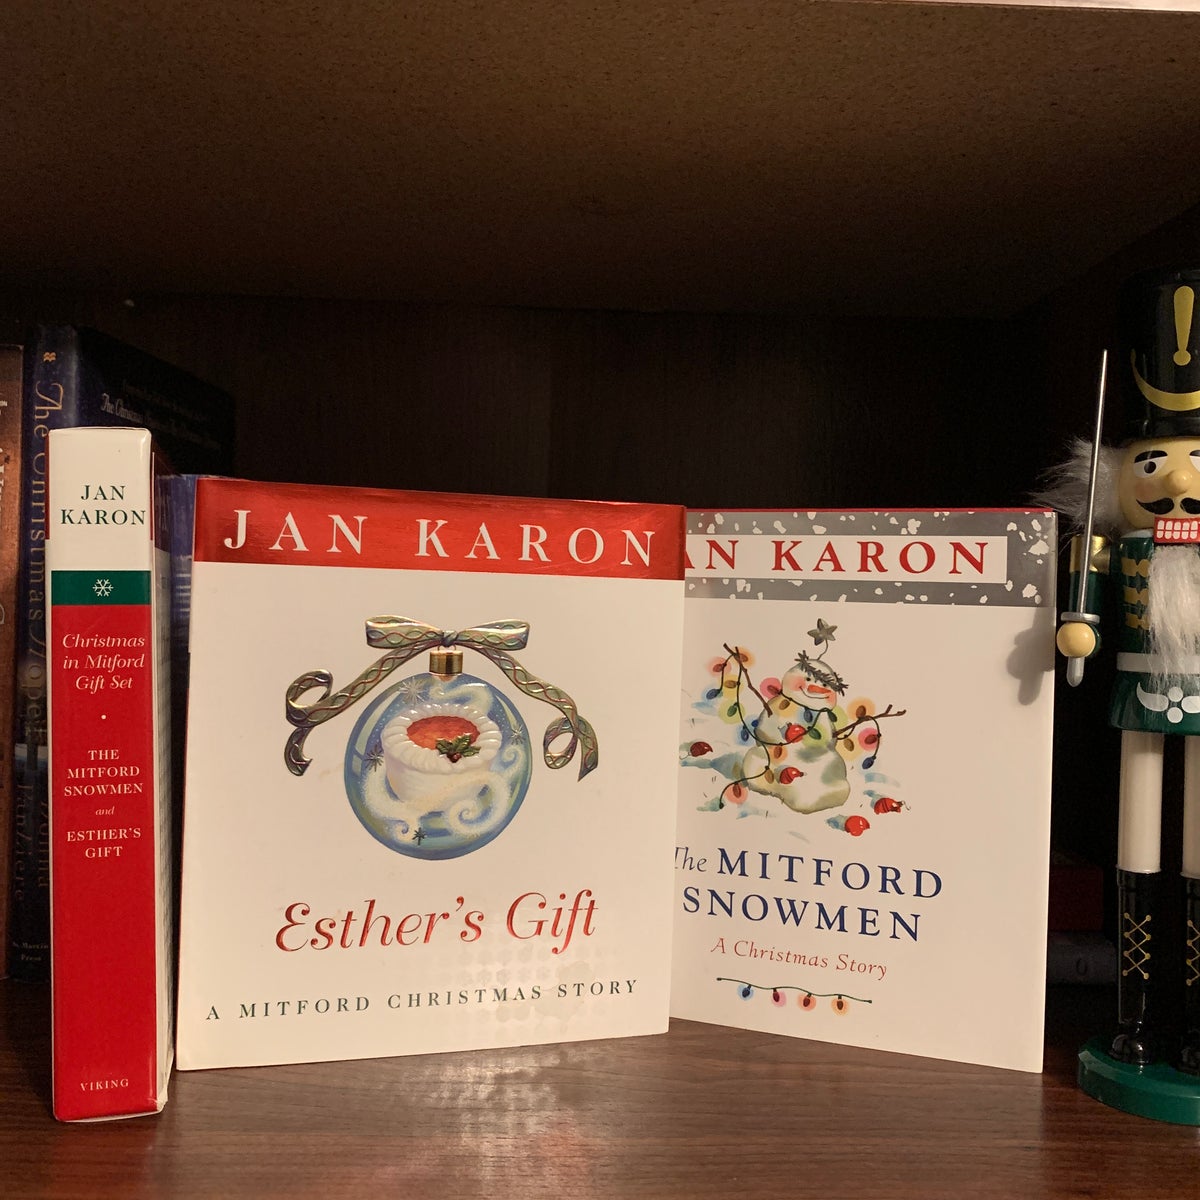 The Christmas
JAN
KARON
Christmas
in Mitford
Gift Set
THE
MITFORD
SNOWMEN
and
ESTHER'S
GIFT
VIKING
JAN KARON
Esther's Gift
A MITFORD CHRISTMAS STORY
AN KARON
The MITFORD
SNOWMEN
A Christmas Story